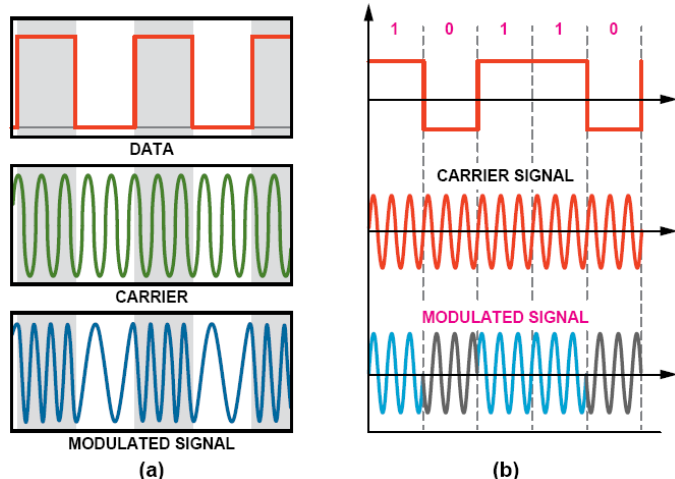 DATA
CARRIER
MODULATED SIGNAL
(a)
1 0 1 1 0
CARRIER SIGNAL
MODULATED SIGNAL
(b)